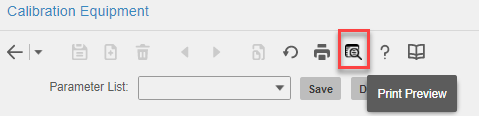 Calibration Equipment
?
Parameter List: Save D
Print Preview